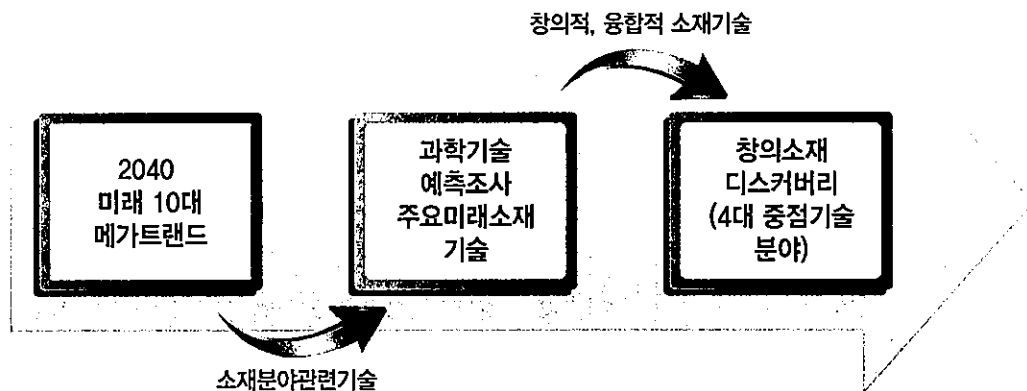 창의적, 융합적 소재기술
2040
미래 10대
메가트랜드
과학기술
예측조사
주요미래소재
기술
창의소재
디스커버리
(4대 중점기술
분야)
소재분야관련기술